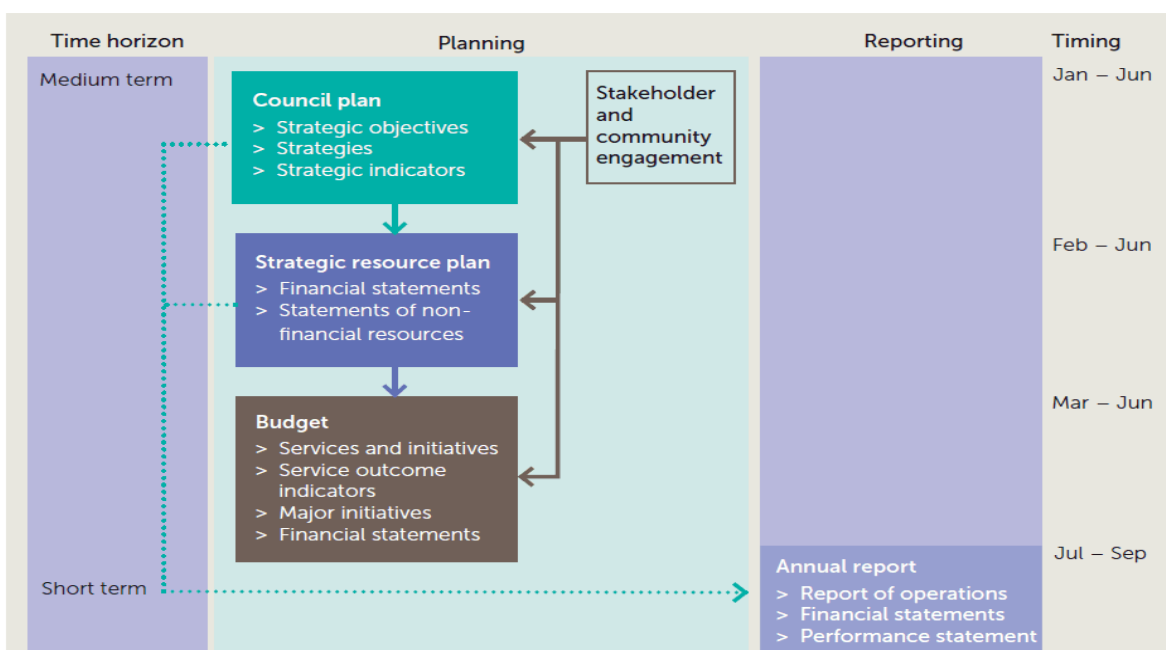 Time horizon
Planning
Reporting
Timing
Medium term
Jan – Jun
Council plan
> Strategic objectives
> Strategies
> Strategic indicators
Stakeholder
and
community
engagement
Feb – Jun
Strategic resource plan
> Financial statements
> Statements of non-
financial resources
Mar – Jun
Budget
> Services and initiatives
> Service outcome
indicators
> Major initiatives
> Financial statements
Jul – Sep
Short term
Annual report
> Report of operations
> Financial statements
> Performance statement